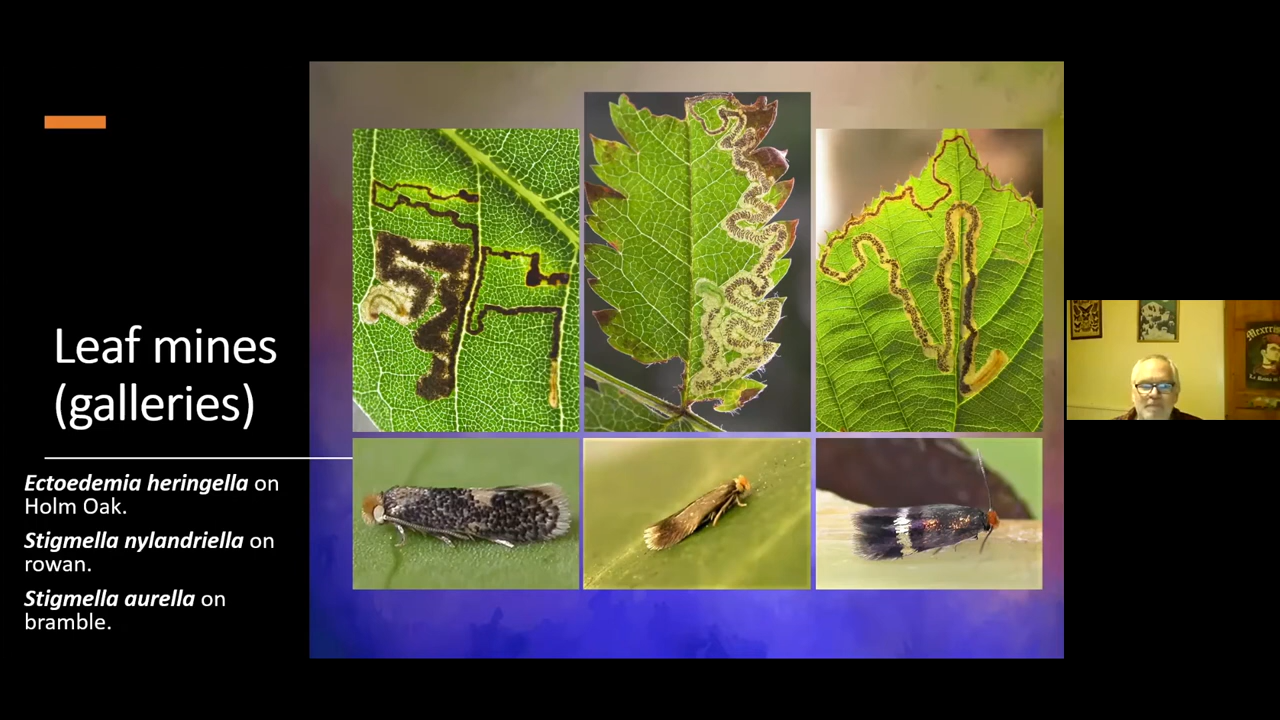 Leaf mines
(galleries)
Ectoedemia heringella on
Holm Oak.
Stigmella nylandriella on
rowan.
Stigmella aurella on
bramble.